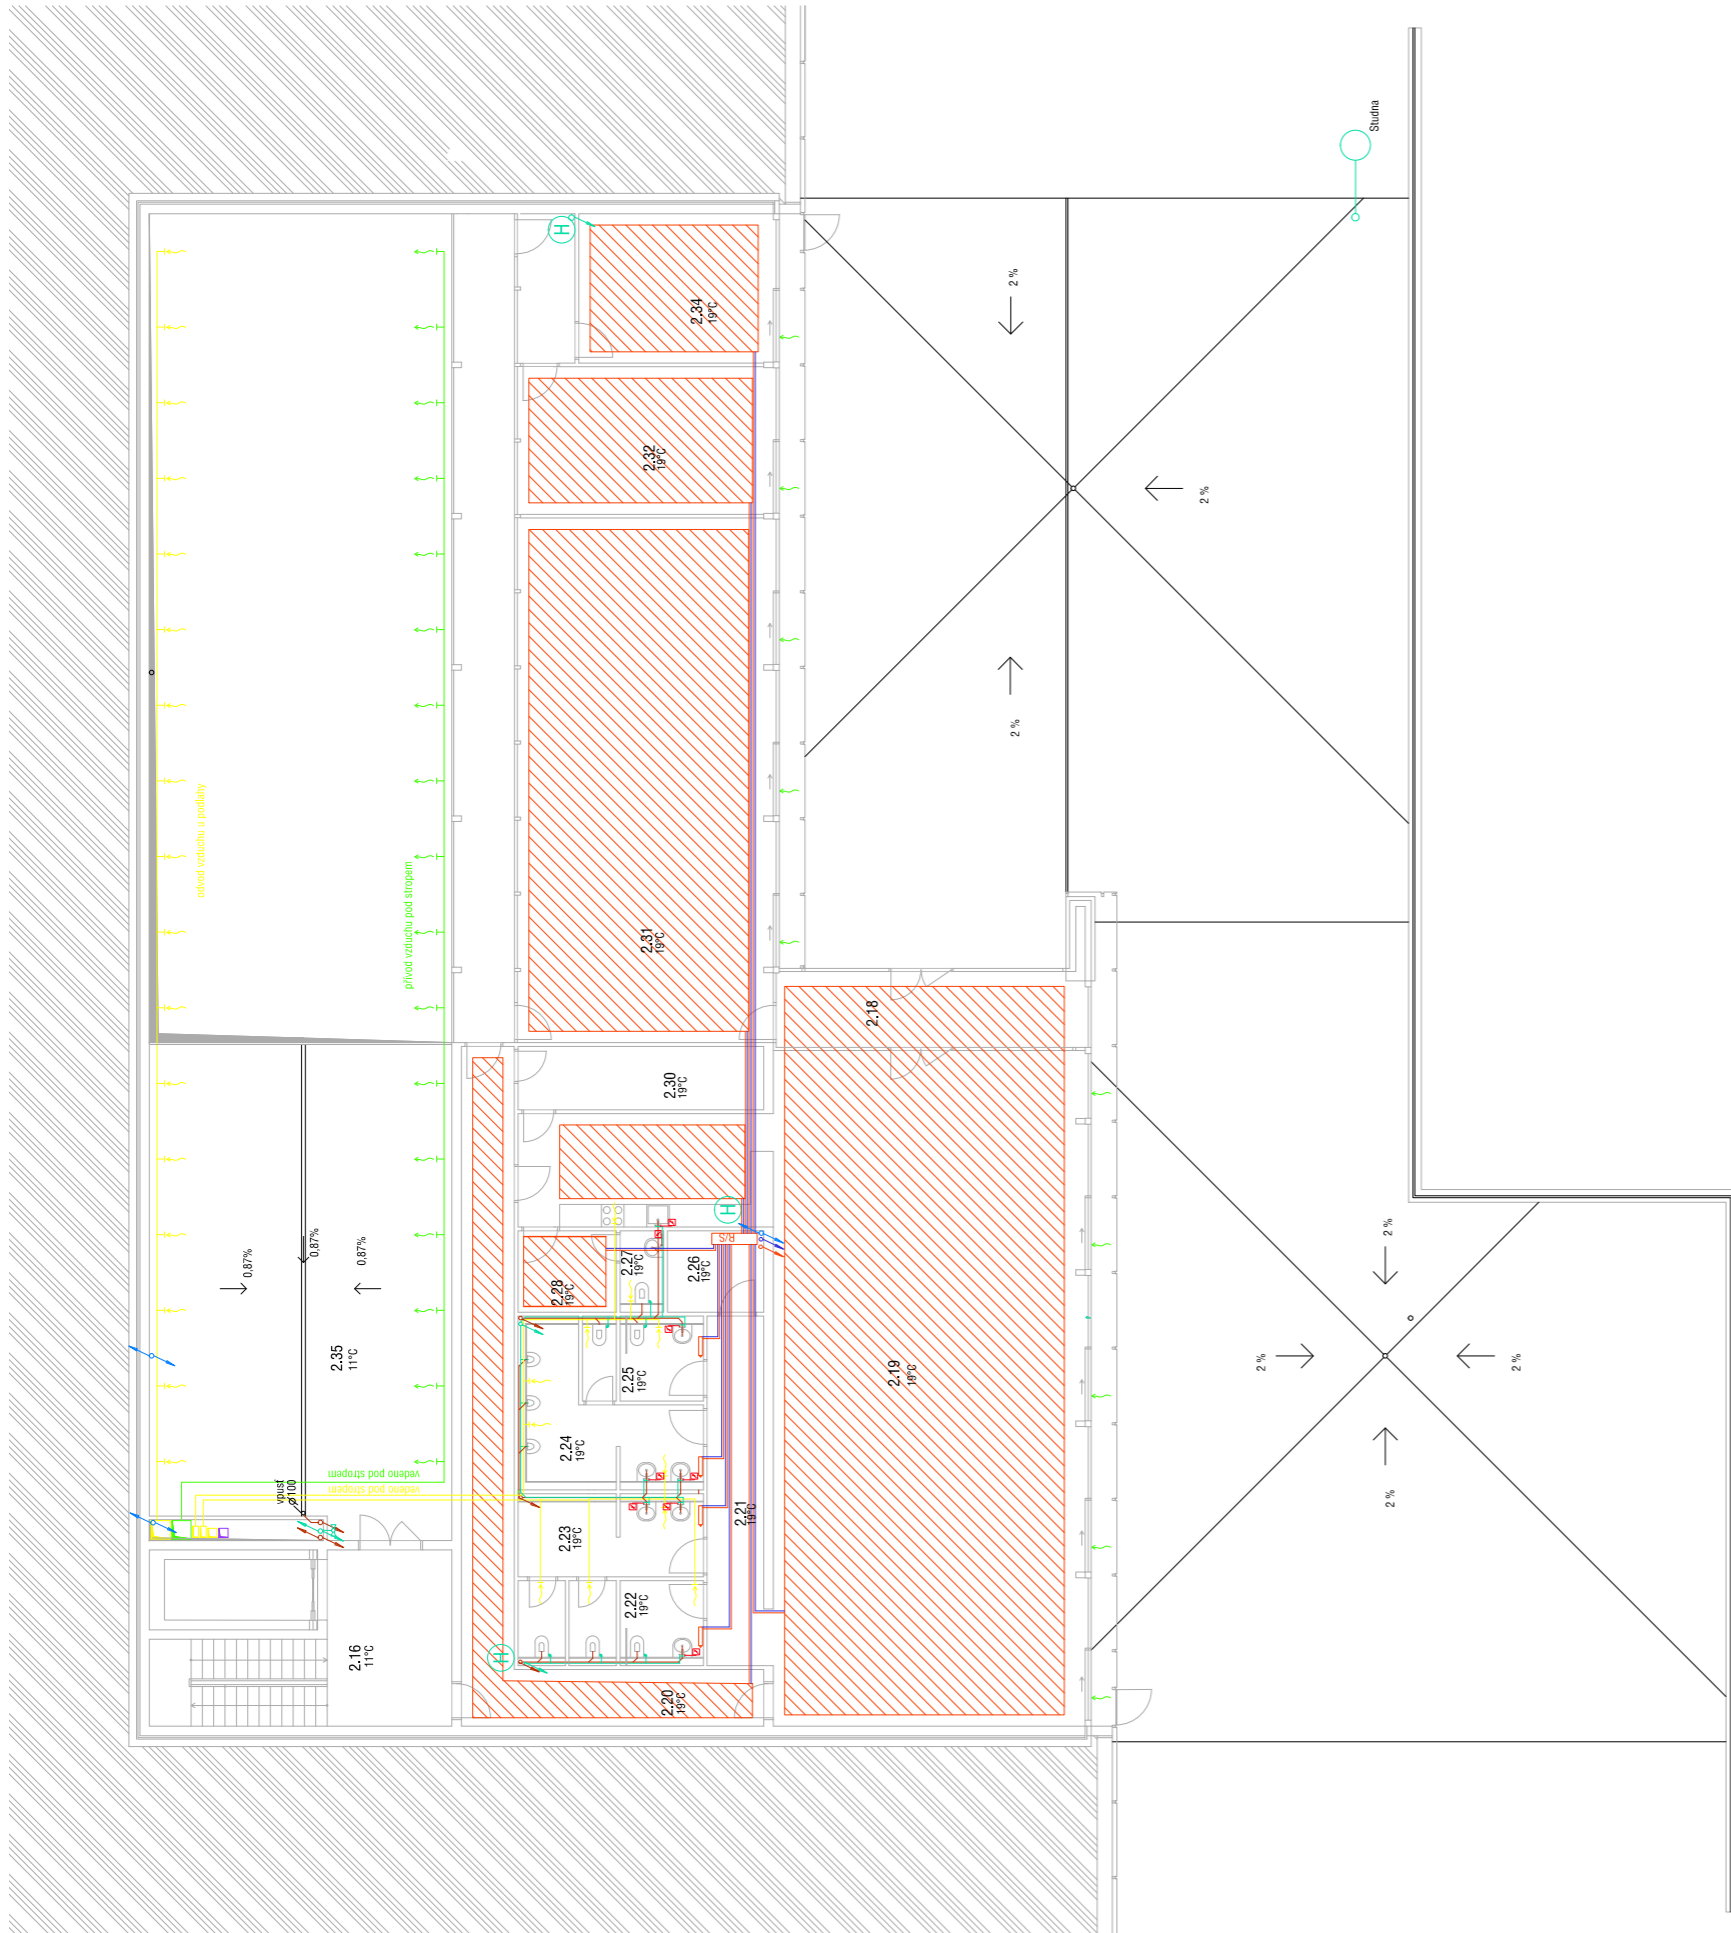 Studna
H
2 %
2.34
19°C
2.32
19°C
2 %
2 %
odvod vzduchu u podlahy
přívod vzduchu pod stropem
2.31
19°C
2.18
2.30
19°C
H
R/S
0,87%
0,87%
0,87%
2.28
19°C
2.27
19°C
2.26
19°C
2 %
2.35
11°C
2.25
19°C
2.19
19°C
2 %
2 %
2.24
19°C
vedeno pod stropem
vedeno pod stropem
vpusť
Ø100
2 %
2.23
19°C
2.21
19°C
2.22
19°C
2.16
11°C
H
2.20
19°C